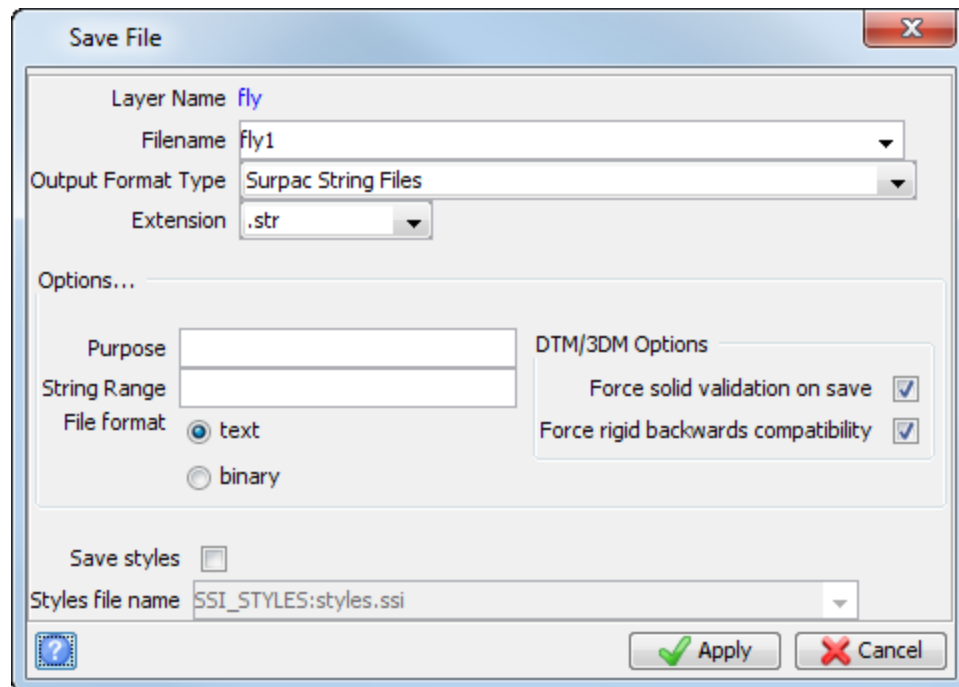 Save File
Layer Name fly
Filename fly1
Output Format Type Surpac String Files
Extension .str
Options...
Purpose
String Range
File format text
binary
DTM/3DM Options
Force solid validation on save
Force rigid backwards compatibility
Save styles
Styles file name SSI_STYLES:styles.ssi
? Apply Cancel